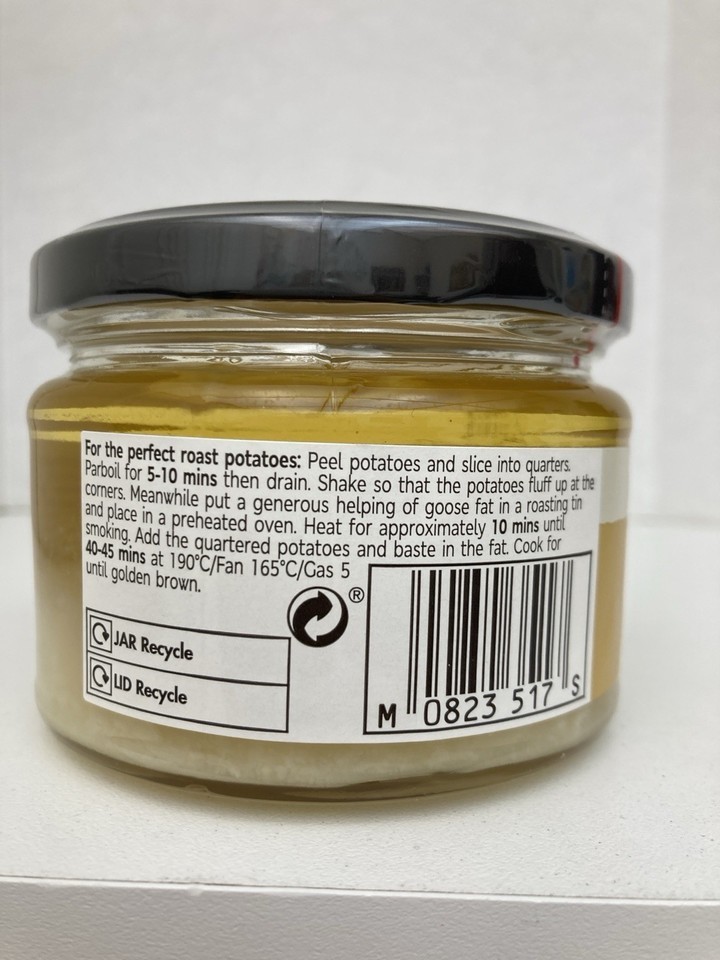 For the perfect roast potatoes: Peel potatoes and slice into quarters.
Parboil for 5-10 mins then drain. Shake so that the potatoes fluff up at the
corners. Meanwhile put a generous helping of goose fat in a roasting tin
and place in a preheated oven. Heat for approximately 10 mins until
smoking. Add the quartered potatoes and baste in the fat. Cook for
40-45 mins at 190°C/Fan 165°C/Gas 5
until golden brown.
®
JAR Recycle
LID Recycle
M 0823 517 S